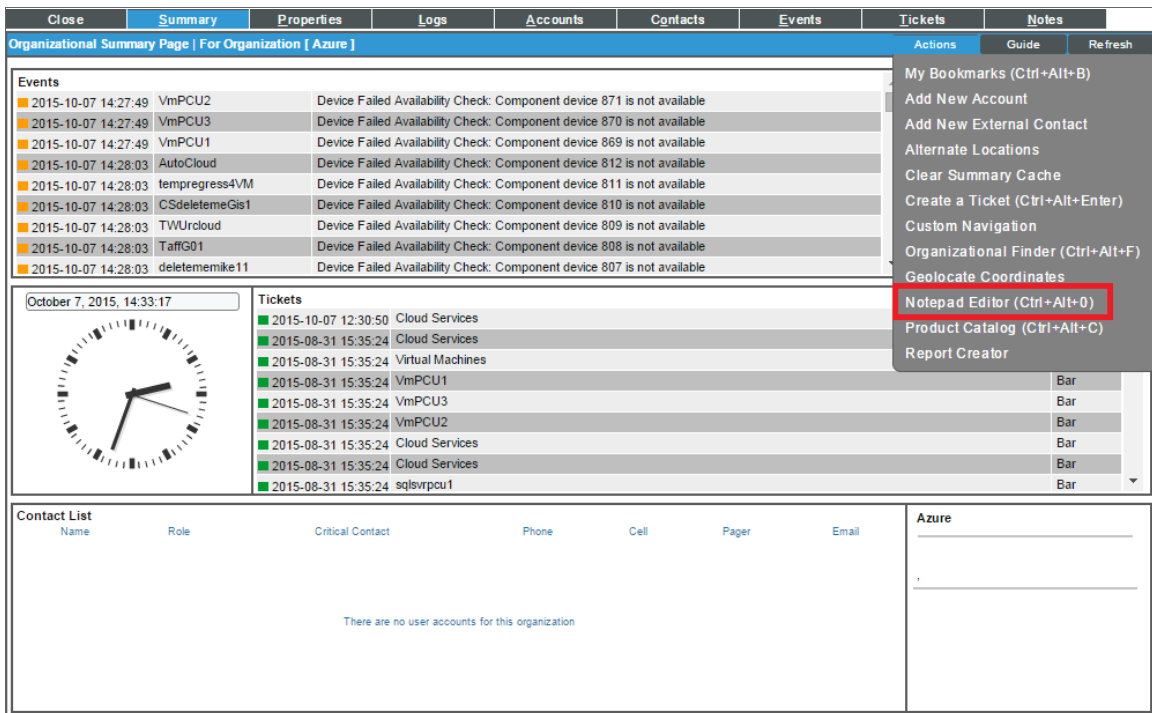 Close Summary Properties Logs Accounts Contacts Events Tickets Notes
Organizational Summary Page | For Organization [ Azure ] Actions Guide Refresh
My Bookmarks (Ctrl+Alt+B)
Add New Account
Add New External Contact
Alternate Locations
Clear Summary Cache
Create a Ticket (Ctrl+Alt+Enter)
Custom Navigation
Organizational Finder (Ctrl+Alt+F)
Geolocate Coordinates
Notepad Editor (Ctrl+Alt+0)
Product Catalog (Ctrl+Alt+C)
Report Creator
Events
2015-10-07 14:27:49 VmPCU2 Device Failed Availability Check: Component device 871 is not available
2015-10-07 14:27:49 VmPCU3 Device Failed Availability Check: Component device 870 is not available
2015-10-07 14:27:49 VmPCU1 Device Failed Availability Check: Component device 869 is not available
2015-10-07 14:28:03 AutoCloud Device Failed Availability Check: Component device 812 is not available
2015-10-07 14:28:03 tempregress4VM Device Failed Availability Check: Component device 811 is not available
2015-10-07 14:28:03 CSdeletemeGis1 Device Failed Availability Check: Component device 810 is not available
2015-10-07 14:28:03 TWUrcloud Device Failed Availability Check: Component device 809 is not available
2015-10-07 14:28:03 TaffG01 Device Failed Availability Check: Component device 808 is not available
2015-10-07 14:28:03 deletememike11 Device Failed Availability Check: Component device 807 is not available
October 7, 2015, 14:33:17
Tickets
2015-10-07 12:30:50 Cloud Services
2015-08-31 15:35:24 Cloud Services
2015-08-31 15:35:24 Virtual Machines
2015-08-31 15:35:24 VmPCU1 Bar
2015-08-31 15:35:24 VmPCU3 Bar
2015-08-31 15:35:24 VmPCU2 Bar
2015-08-31 15:35:24 Cloud Services Bar
2015-08-31 15:35:24 Cloud Services Bar
2015-08-31 15:35:24 sqlsvrpcu1 Bar
Contact List
Name Role Critical Contact Phone Cell Pager Email
There are no user accounts for this organization
Azure
,